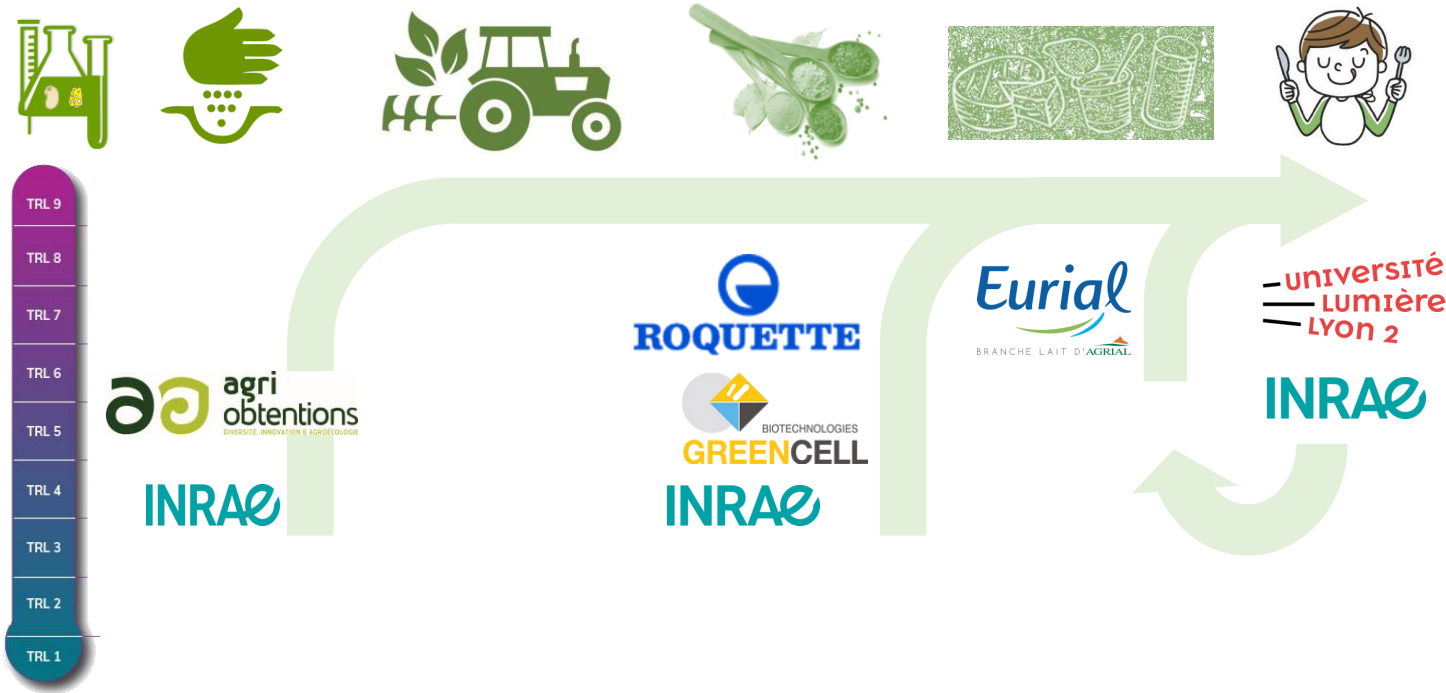 TRL 9
TRL 8
TRL 7
TRL 6
TRL 5
TRL 4
TRL 3
TRL 2
TRL 1
agri
obtentions
DIVERSITÉ, INNOVATION & AGROÉCOLOGIE
INRAE
ROQUETTE
BIOTECHNOLOGIES
GREENCELL
INRAE
Eurial
BRANCHE LAIT D'AGRIAL
UNIVERSITÉ
LUMIÈRE
LYON 2
INRAE